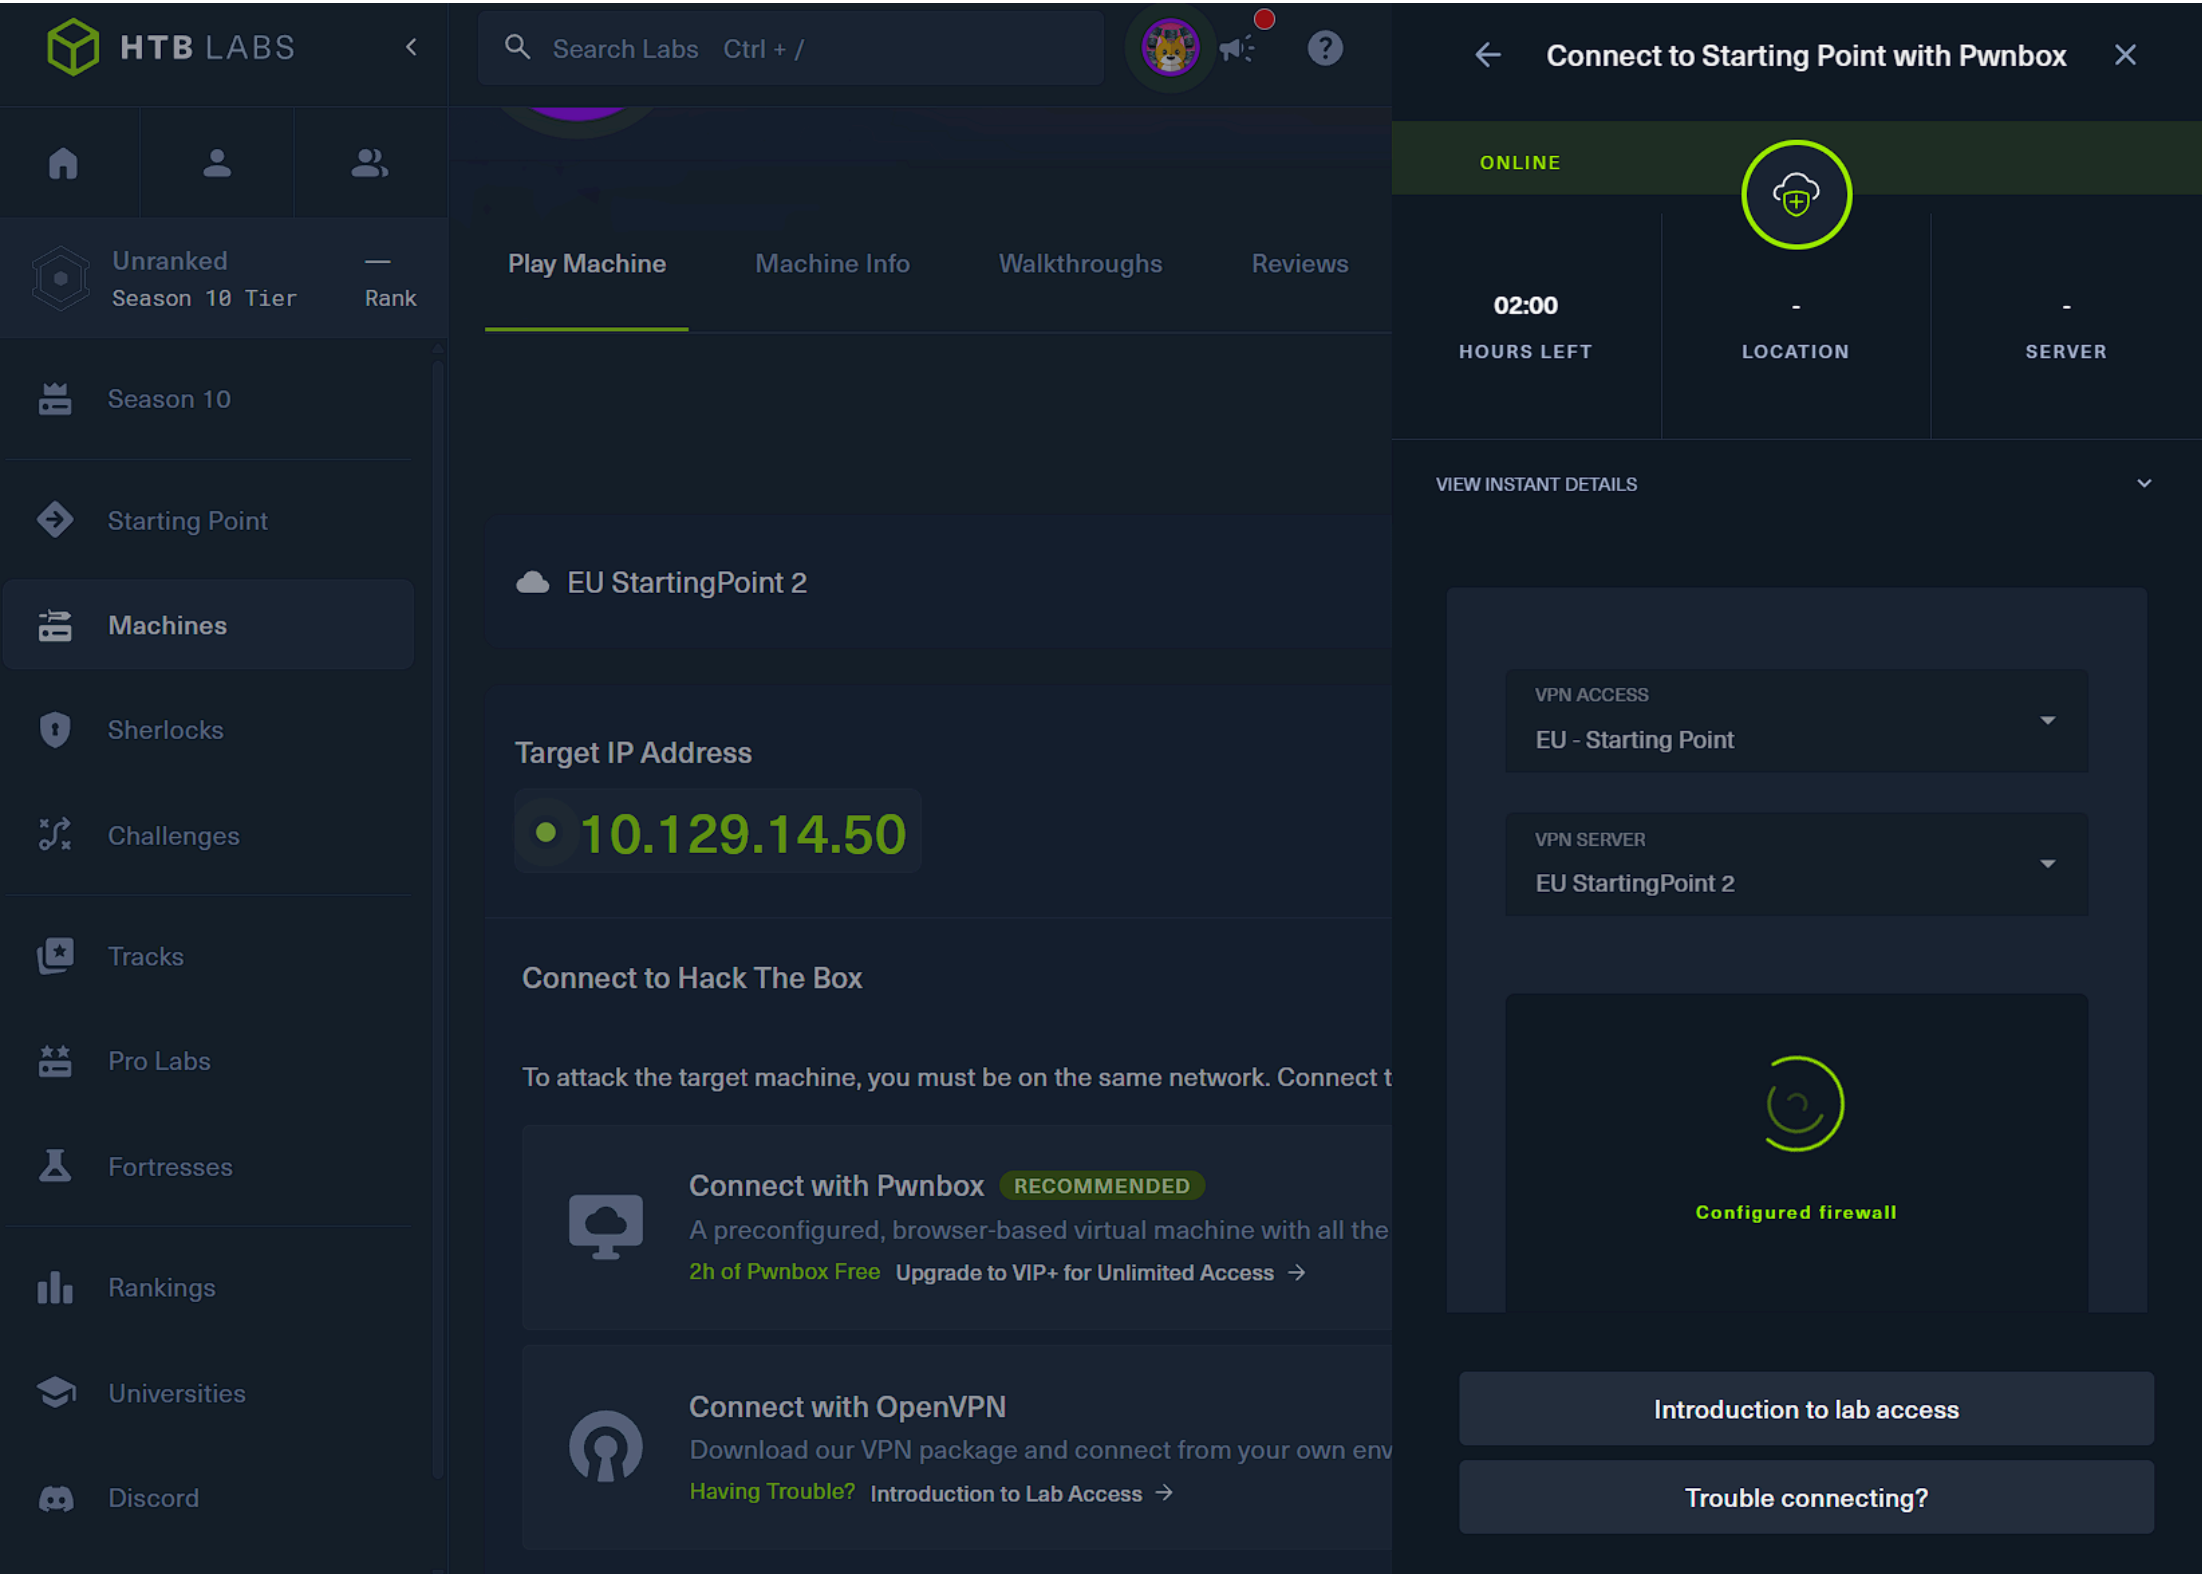 HTB LABS
Search Labs Ctrl + /
Unranked —
Season 10 Tier Rank
Season 10
Starting Point
Machines
Sherlocks
Challenges
Tracks
Pro Labs
Fortresses
Rankings
Universities
Discord
Play Machine Machine Info Walkthroughs Reviews
EU StartingPoint 2
Target IP Address
10.129.14.50
Connect to Hack The Box
To attack the target machine, you must be on the same network. Connect t
Connect with Pwnbox RECOMMENDED
A preconfigured, browser-based virtual machine with all the
2h of Pwnbox Free Upgrade to VIP+ for Unlimited Access →
Connect with OpenVPN
Download our VPN package and connect from your own env
Having Trouble? Introduction to Lab Access →
Connect to Starting Point with Pwnbox
ONLINE
02:00 - -
HOURS LEFT LOCATION SERVER
VIEW INSTANT DETAILS
VPN ACCESS
EU - Starting Point
VPN SERVER
EU StartingPoint 2
Configured firewall
Introduction to lab access
Trouble connecting?